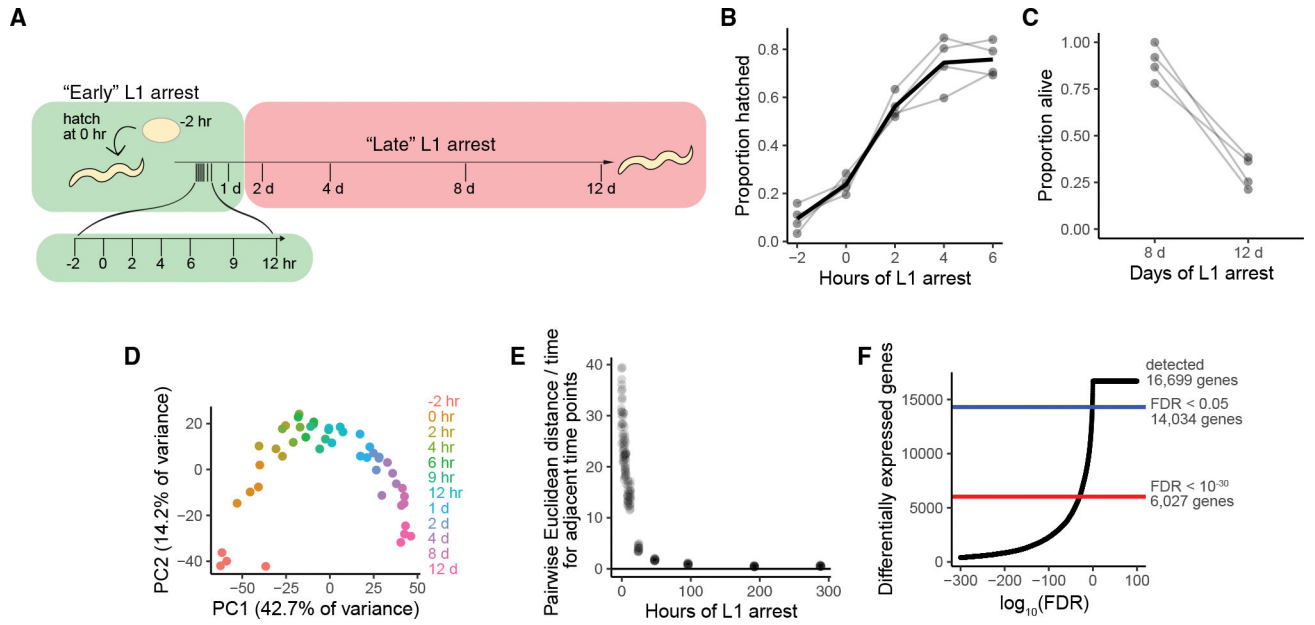 A
"Early" L1 arrest
hatch
at 0 hr
-2 hr
"Late" L1 arrest
1 d
2 d
4 d
8 d
12 d
-2
0
2
4
6
9
12 hr
B
Proportion hatched
0.8
0.6
0.4
0.2
0.0
−2
0
2
4
6
Hours of L1 arrest
C
Proportion alive
1.00
0.75
0.50
0.25
0.00
8 d
12 d
Days of L1 arrest
D
PC2 (14.2% of variance)
20
0
−20
−40
−50
−25
0
25
50
PC1 (42.7% of variance)
-2 hr
0 hr
2 hr
4 hr
6 hr
9 hr
12 hr
1 d
2 d
4 d
8 d
12 d
E
Pairwise Euclidean distance / time
for adjacent time points
40
30
20
10
0
0
100
200
300
Hours of L1 arrest
F
Differentially expressed genes
15000
10000
5000
0
−300
−200
−100
0
100
log₁₀(FDR)
detected
16,699 genes
FDR < 0.05
14,034 genes
FDR < 10⁻³⁰
6,027 genes